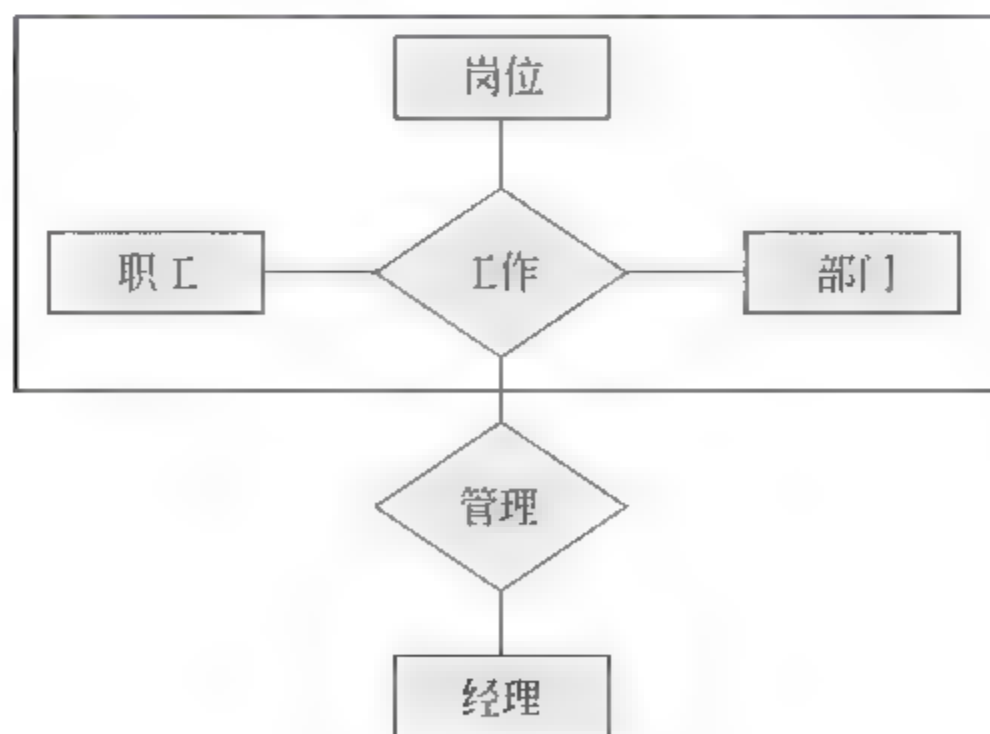 岗位
职工
工作
部门
管理
经理